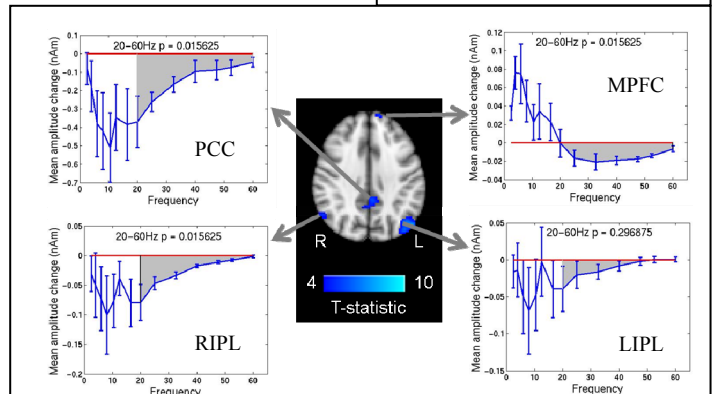 20-60Hz p = 0.015625
Mean amplitude change (nAm)
0.1
0
-0.1
-0.2
-0.3
-0.4
-0.5
-0.6
-0.7
PCC
0 10 20 30 40 50 60
Frequency
20-60Hz p = 0.015625
Mean amplitude change (nAm)
0.12
0.1
0.08
0.06
0.04
0.02
0
-0.02
-0.04
MPFC
0 10 20 30 40 50 60
Frequency
R L
4 10
T-statistic
20-60Hz p = 0.015625
Mean amplitude change (nAm)
0.05
0
-0.05
-0.1
-0.15
-0.2
RIPL
0 10 20 30 40 50 60
Frequency
20-60Hz p = 0.296875
Mean amplitude change (nAm)
0.05
0
-0.05
-0.1
-0.15
LIPL
0 10 20 30 40 50 60
Frequency